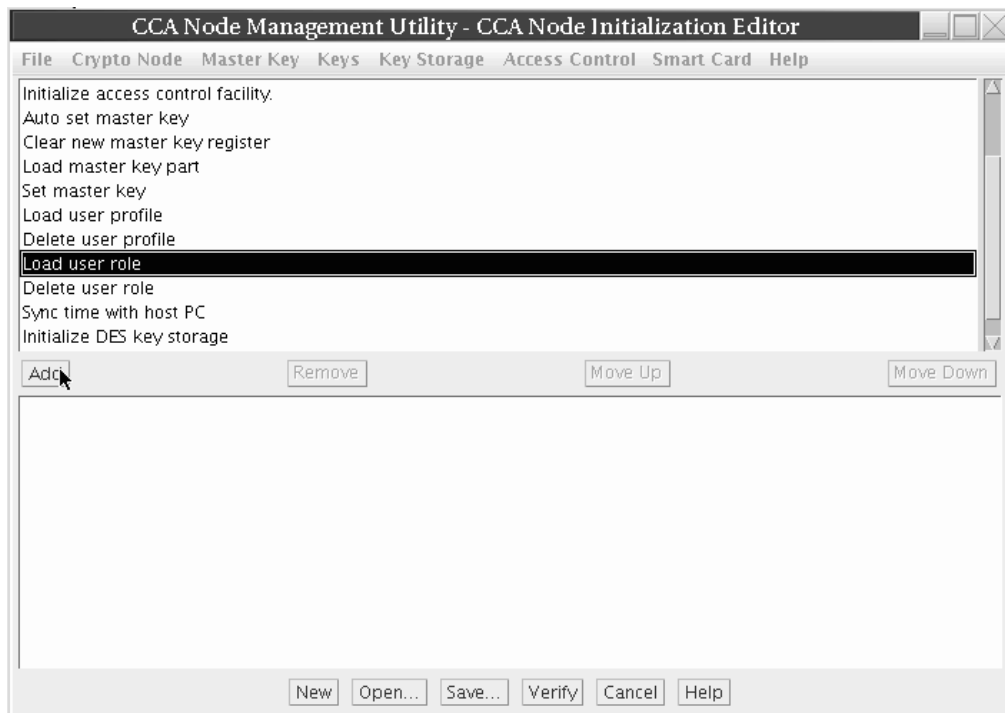 CCA Node Management Utility - CCA Node Initialization Editor
File Crypto Node Master Key Keys Key Storage Access Control Smart Card Help
Initialize access control facility.
Auto set master key
Clear new master key register
Load master key part
Set master key
Load user profile
Delete user profile
Load user role
Delete user role
Sync time with host PC
Initialize DES key storage
Add Remove Move Up Move Down
New Open... Save... Verify Cancel Help